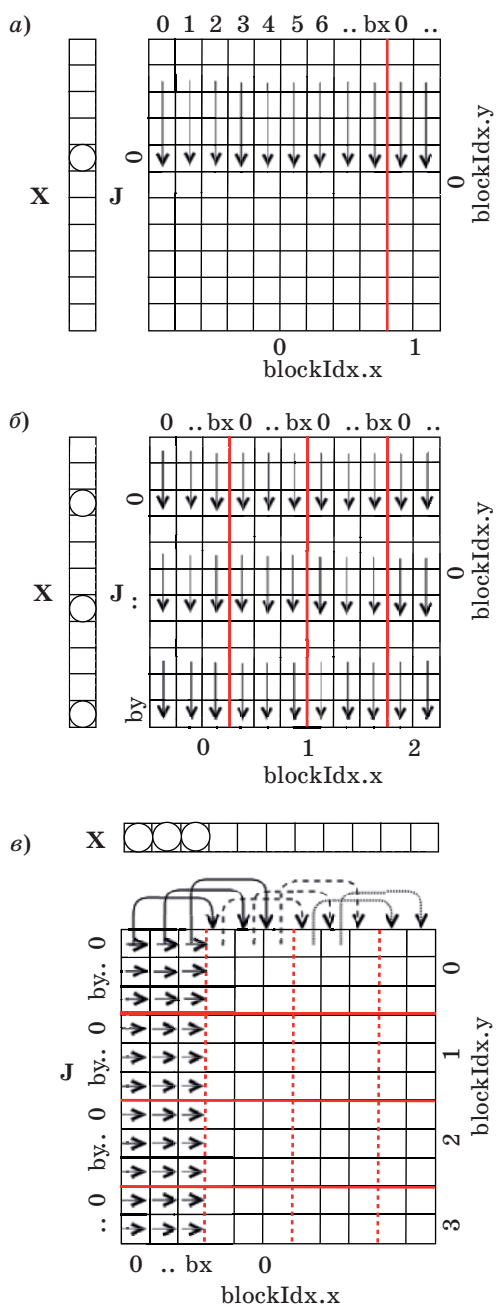 а)
0 1 2 3 4 5 6 .. bx 0 ..
X
J
0
0
blockIdx.y
0 1
blockIdx.x
б)
0 .. bx 0 .. bx 0 .. bx 0 ..
X
J
0
:
by
0
blockIdx.y
0 1 2
blockIdx.x
в)
X
J
0
by..
0
by..
0
by..
0
..
0
1
2
3
blockIdx.y
0 .. bx 0
blockIdx.x